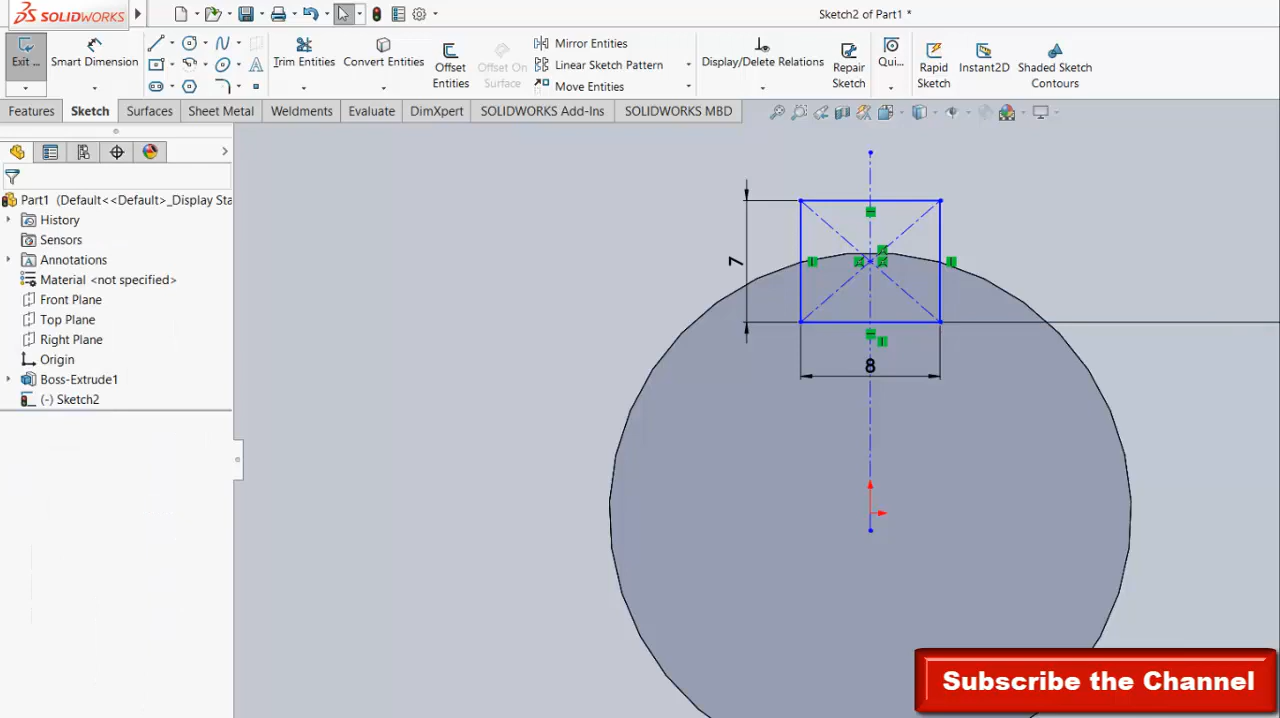 SOLIDWORKS
Sketch2 of Part1 *
Exit ...
Smart Dimension
Trim Entities
Convert Entities
Offset Entities
Offset On Surface
Mirror Entities
Linear Sketch Pattern
Move Entities
Display/Delete Relations
Repair Sketch
Qui...
Rapid Sketch
Instant2D
Shaded Sketch Contours
Features
Sketch
Surfaces
Sheet Metal
Weldments
Evaluate
DimXpert
SOLIDWORKS Add-Ins
SOLIDWORKS MBD
Part1 (Default<<Default>_Display Sta
History
Sensors
Annotations
Material <not specified>
Front Plane
Top Plane
Right Plane
Origin
Boss-Extrude1
(-) Sketch2
7
8
Subscribe the Channel